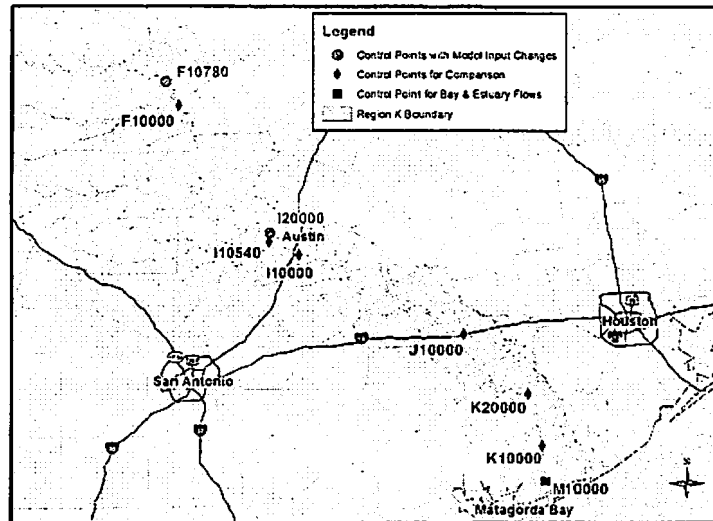 Legend
Control Points with Model Input Changes
Control Points for Comparison
Control Point for Bay & Estuary Flows
Region K Boundary
F10780
F10000
I20000
Austin
I10540
I10000
Houston
J10000
San Antonio
K20000
K10000
M10000
Matagorda Bay